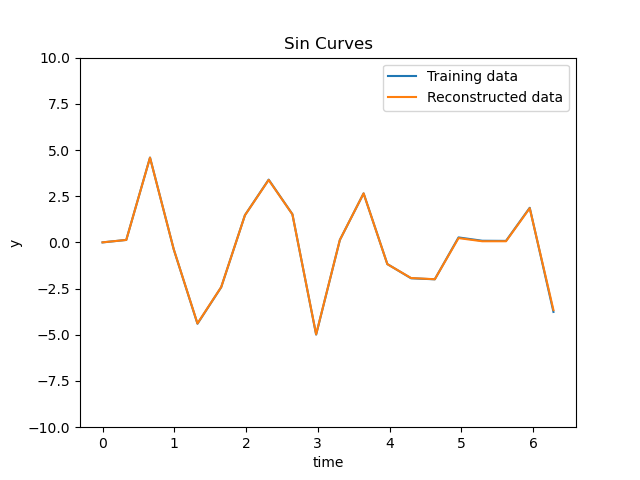 Sin Curves
Training data
Reconstructed data
10.0
7.5
5.0
2.5
0.0
−2.5
−5.0
−7.5
−10.0
y
0 1 2 3 4 5 6
time